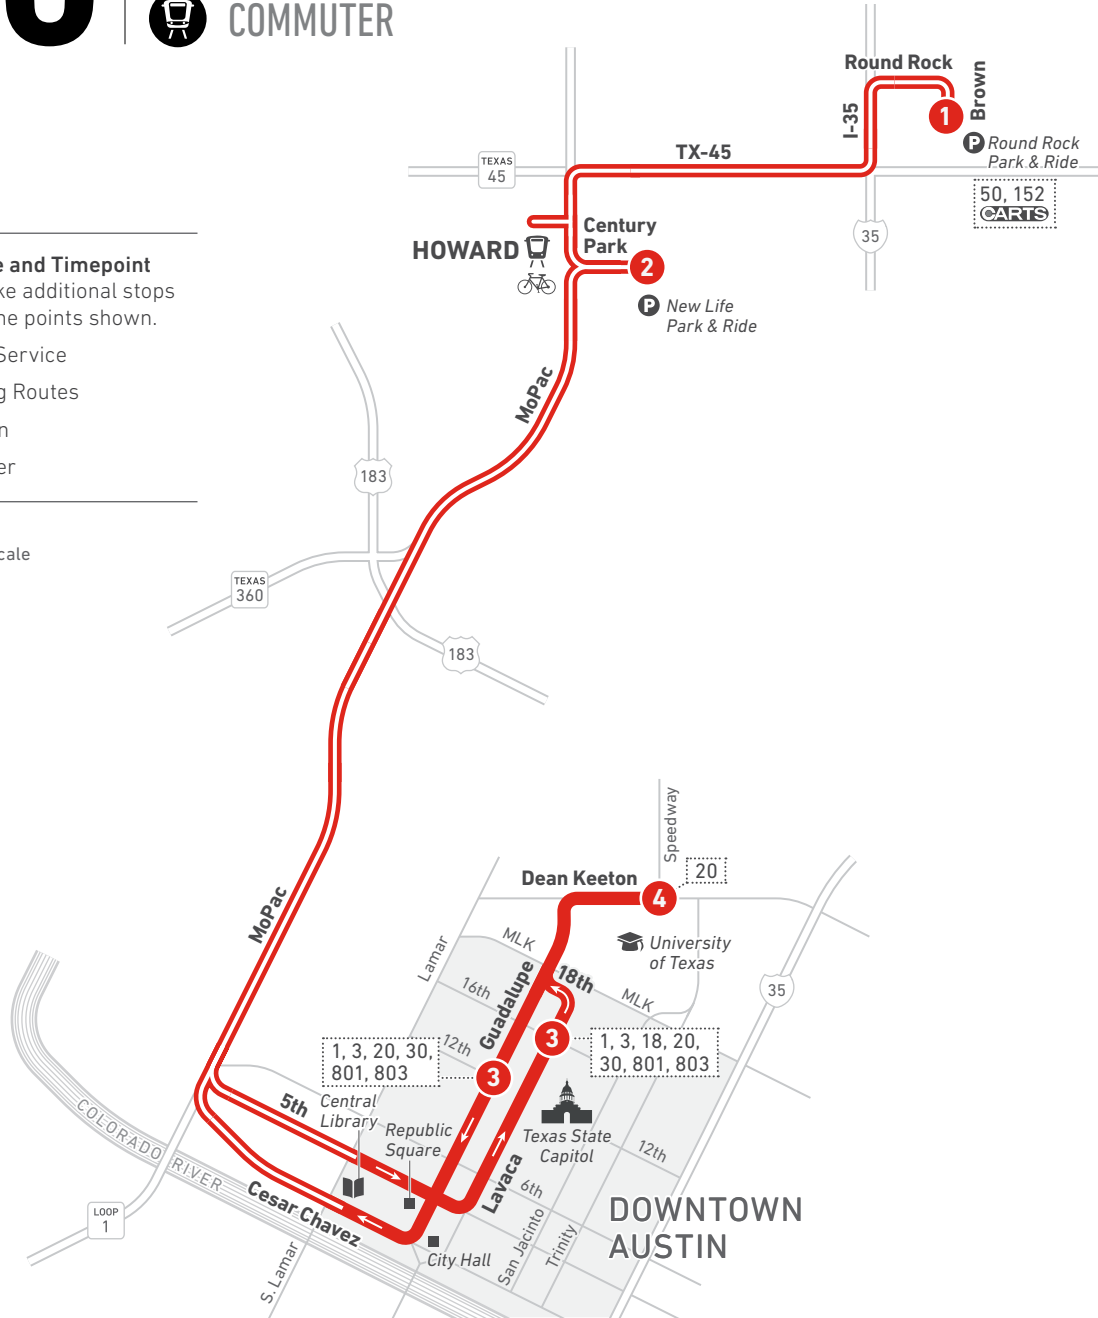 COMMUTER
Round Rock
Brown
I-35
1
P Round Rock
Park & Ride
TX-45
TEXAS
45
50, 152
CARTS
35
Century
Park
HOWARD
2
P New Life
Park & Ride
and Timepoint
additional stops
points shown.
Service
Routes
MoPac
183
TEXAS
360
183
Speedway
20
Dean Keeton
4
MoPac
University
of Texas
Lamar
MLK
18th
MLK
35
16th
Guadalupe
12th
3
1, 3, 18, 20,
30, 801, 803
1, 3, 20, 30,
801, 803
3
5th
Central
Library
Republic
Square
Texas State
Capitol
12th
COLORADO RIVER
Lavaca
6th
Cesar Chavez
LOOP
1
DOWNTOWN
AUSTIN
San Jacinto
Trinity
City Hall
S. Lamar